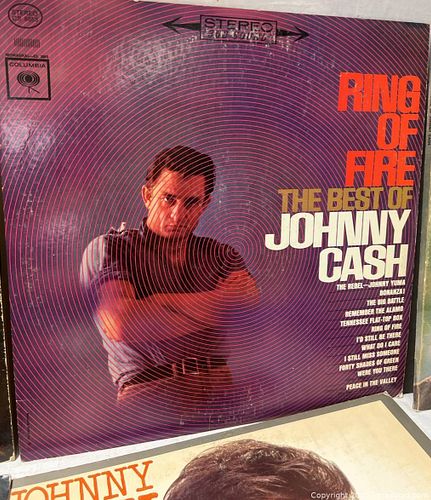 STEREO
COLUMBIA
STEREO
RING
OF
FIRE
THE BEST OF
JOHNNY
CASH
THE REBEL—JOHNNY YUMA
BONANZA!
THE BIG BATTLE
REMEMBER THE ALAMO
TENNESSEE FLAT-TOP BOX
RING OF FIRE
I'D STILL BE THERE
WHAT DO I CARE
I STILL MISS SOMEONE
FORTY SHADES OF GREEN
WERE YOU THERE
PEACE IN THE VALLEY
JOHNNY